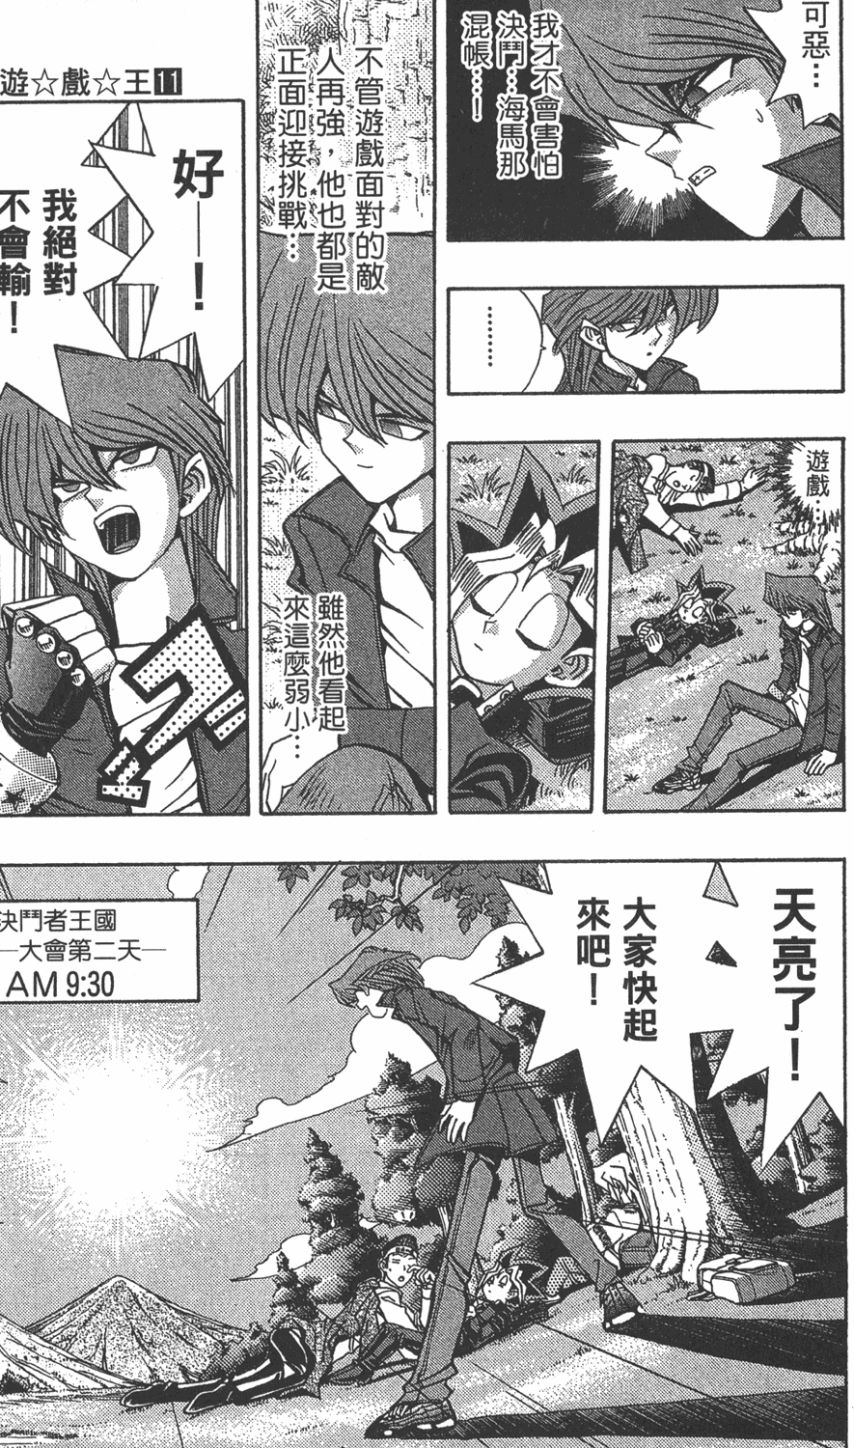 可惡…
我才不會害怕
決鬥…海馬那
混帳…！
………
遊戲…
不管遊戲面對的敵
人再強，他也都是
正面迎接挑戰…
雖然他看起
來這麼弱小…
遊☆戲☆王11
好──！
我絕對
不會輸！
天亮了！
大家快起
來吧！
決鬥者王國
─大會第二天─
AM 9:30